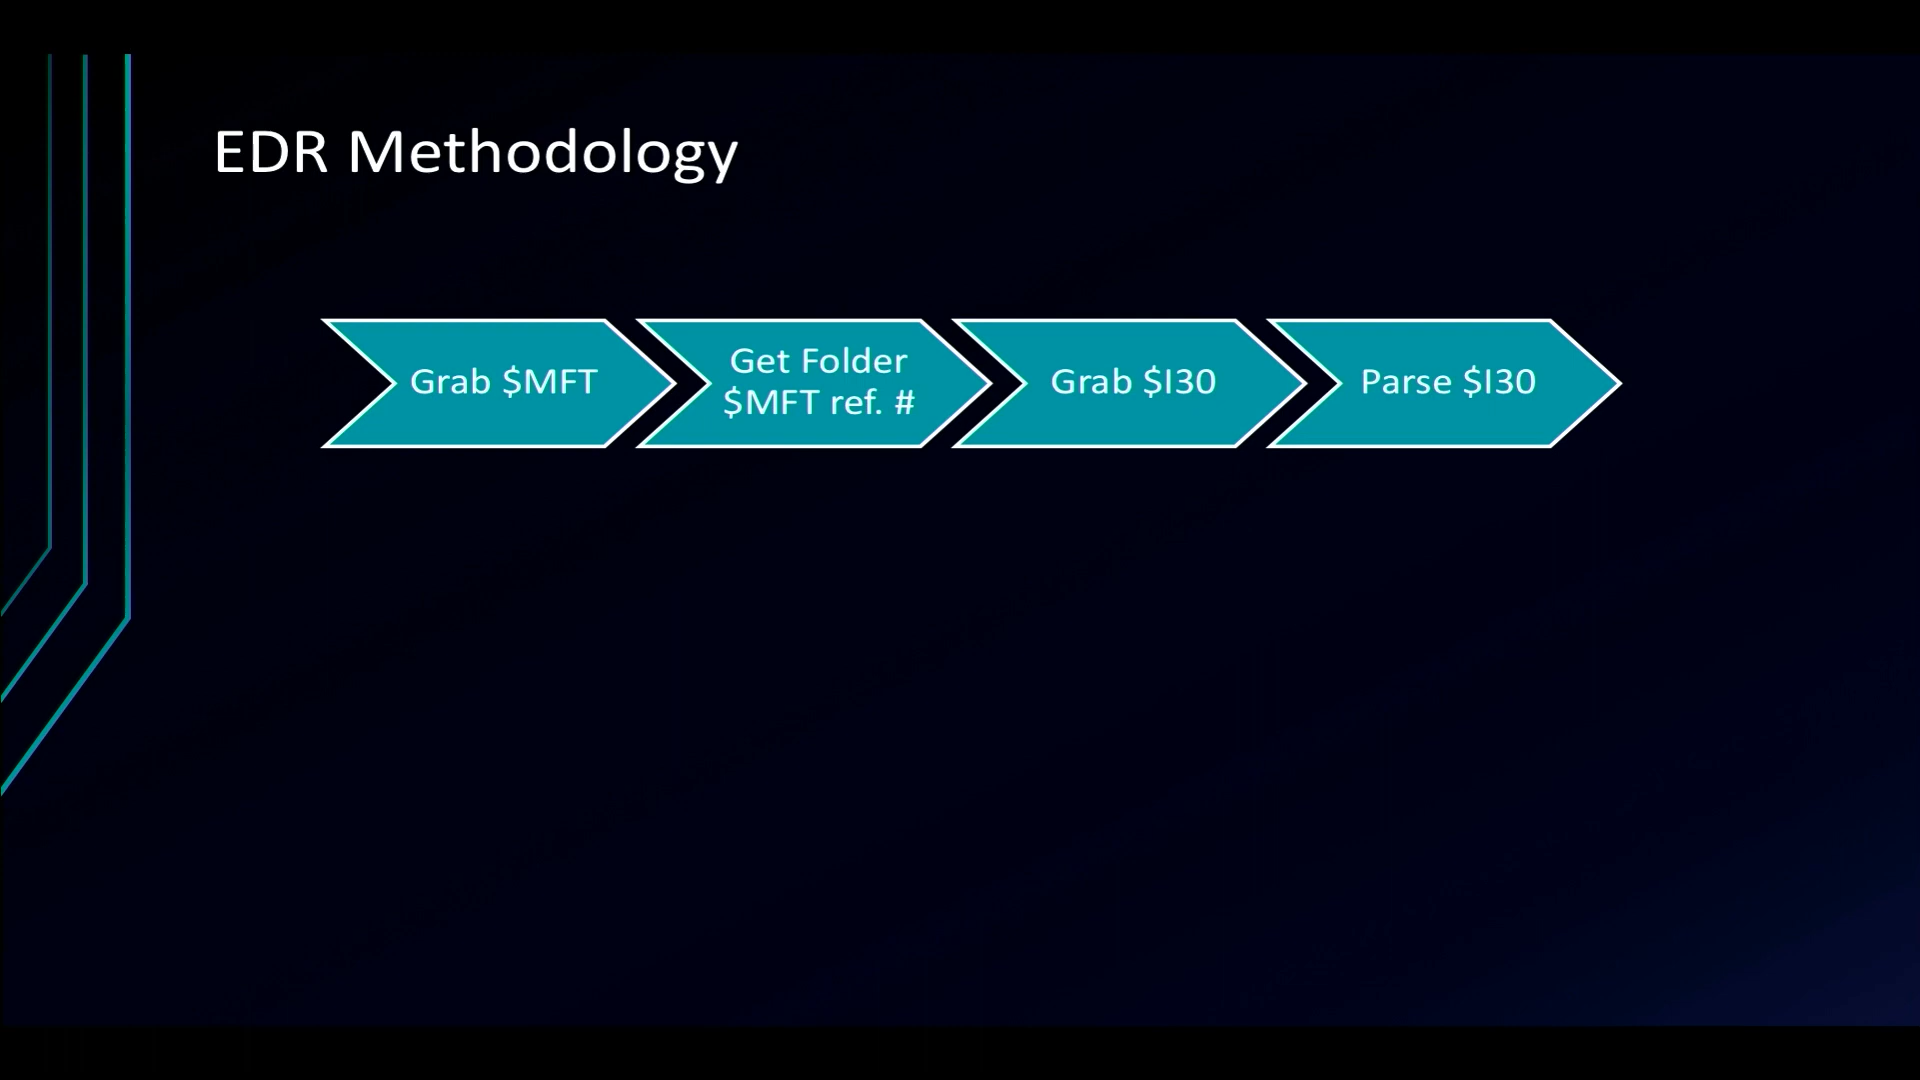 EDR Methodology
Grab $MFT
Get Folder
$MFT ref. #
Grab $I30
Parse $I30